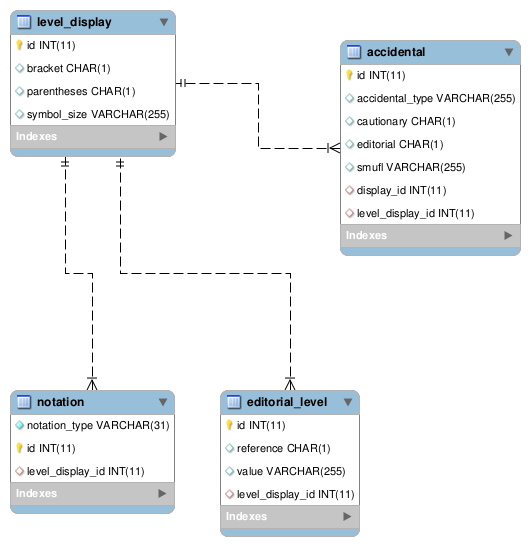 level_display
id INT(11)
bracket CHAR(1)
parentheses CHAR(1)
symbol_size VARCHAR(255)
Indexes
accidental
id INT(11)
accidental_type VARCHAR(255)
cautionary CHAR(1)
editorial CHAR(1)
smufl VARCHAR(255)
display_id INT(11)
level_display_id INT(11)
Indexes
notation
notation_type VARCHAR(31)
id INT(11)
level_display_id INT(11)
Indexes
editorial_level
id INT(11)
reference CHAR(1)
value VARCHAR(255)
level_display_id INT(11)
Indexes